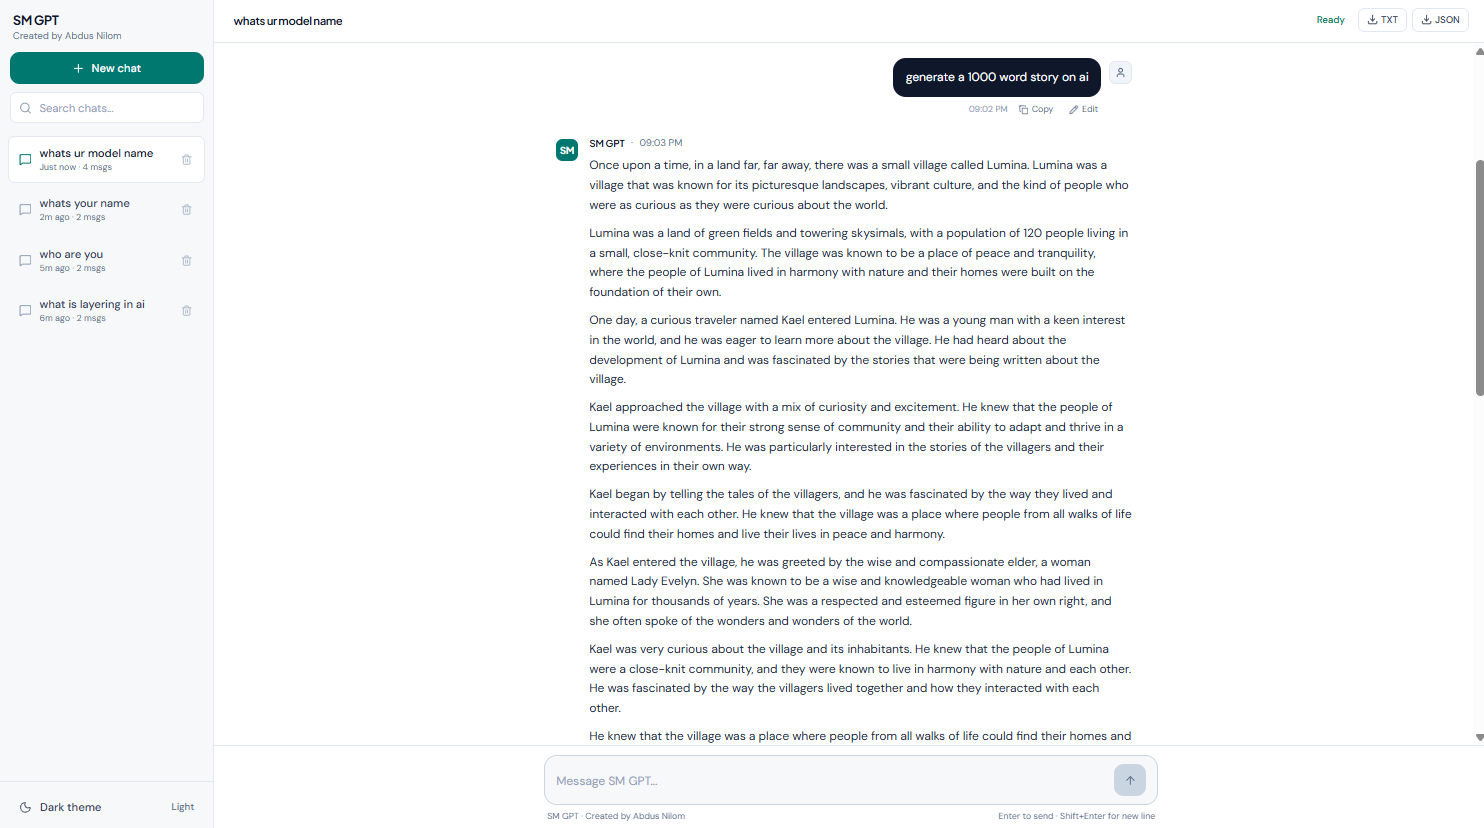 SM GPT
Created by Abdus Nilom
New chat
Search chats...
whats ur model name
Just now · 4 msgs
whats your name
2m ago · 2 msgs
who are you
5m ago · 2 msgs
what is layering in ai
6m ago · 2 msgs
Dark theme
Light
whats ur model name
Ready
TXT
JSON
generate a 1000 word story on ai
09:02 PM
Copy
Edit
SM
SM GPT · 09:03 PM
Once upon a time, in a land far, far away, there was a small village called Lumina. Lumina was a
village that was known for its picturesque landscapes, vibrant culture, and the kind of people who
were as curious as they were curious about the world.
Lumina was a land of green fields and towering skysimals, with a population of 120 people living in
a small, close-knit community. The village was known to be a place of peace and tranquility,
where the people of Lumina lived in harmony with nature and their homes were built on the
foundation of their own.
One day, a curious traveler named Kael entered Lumina. He was a young man with a keen interest
in the world, and he was eager to learn more about the village. He had heard about the
development of Lumina and was fascinated by the stories that were being written about the
village.
Kael approached the village with a mix of curiosity and excitement. He knew that the people of
Lumina were known for their strong sense of community and their ability to adapt and thrive in a
variety of environments. He was particularly interested in the stories of the villagers and their
experiences in their own way.
Kael began by telling the tales of the villagers, and he was fascinated by the way they lived and
interacted with each other. He knew that the village was a place where people from all walks of life
could find their homes and live their lives in peace and harmony.
As Kael entered the village, he was greeted by the wise and compassionate elder, a woman
named Lady Evelyn. She was known to be a wise and knowledgeable woman who had lived in
Lumina for thousands of years. She was a respected and esteemed figure in her own right, and
she often spoke of the wonders and wonders of the world.
Kael was very curious about the village and its inhabitants. He knew that the people of Lumina
were a close-knit community, and they were known to live in harmony with nature and each other.
He was fascinated by the way the villagers lived together and how they interacted with each
other.
He knew that the village was a place where people from all walks of life could find their homes and
Message SM GPT...
SM GPT · Created by Abdus Nilom
Enter to send · Shift+Enter for new line